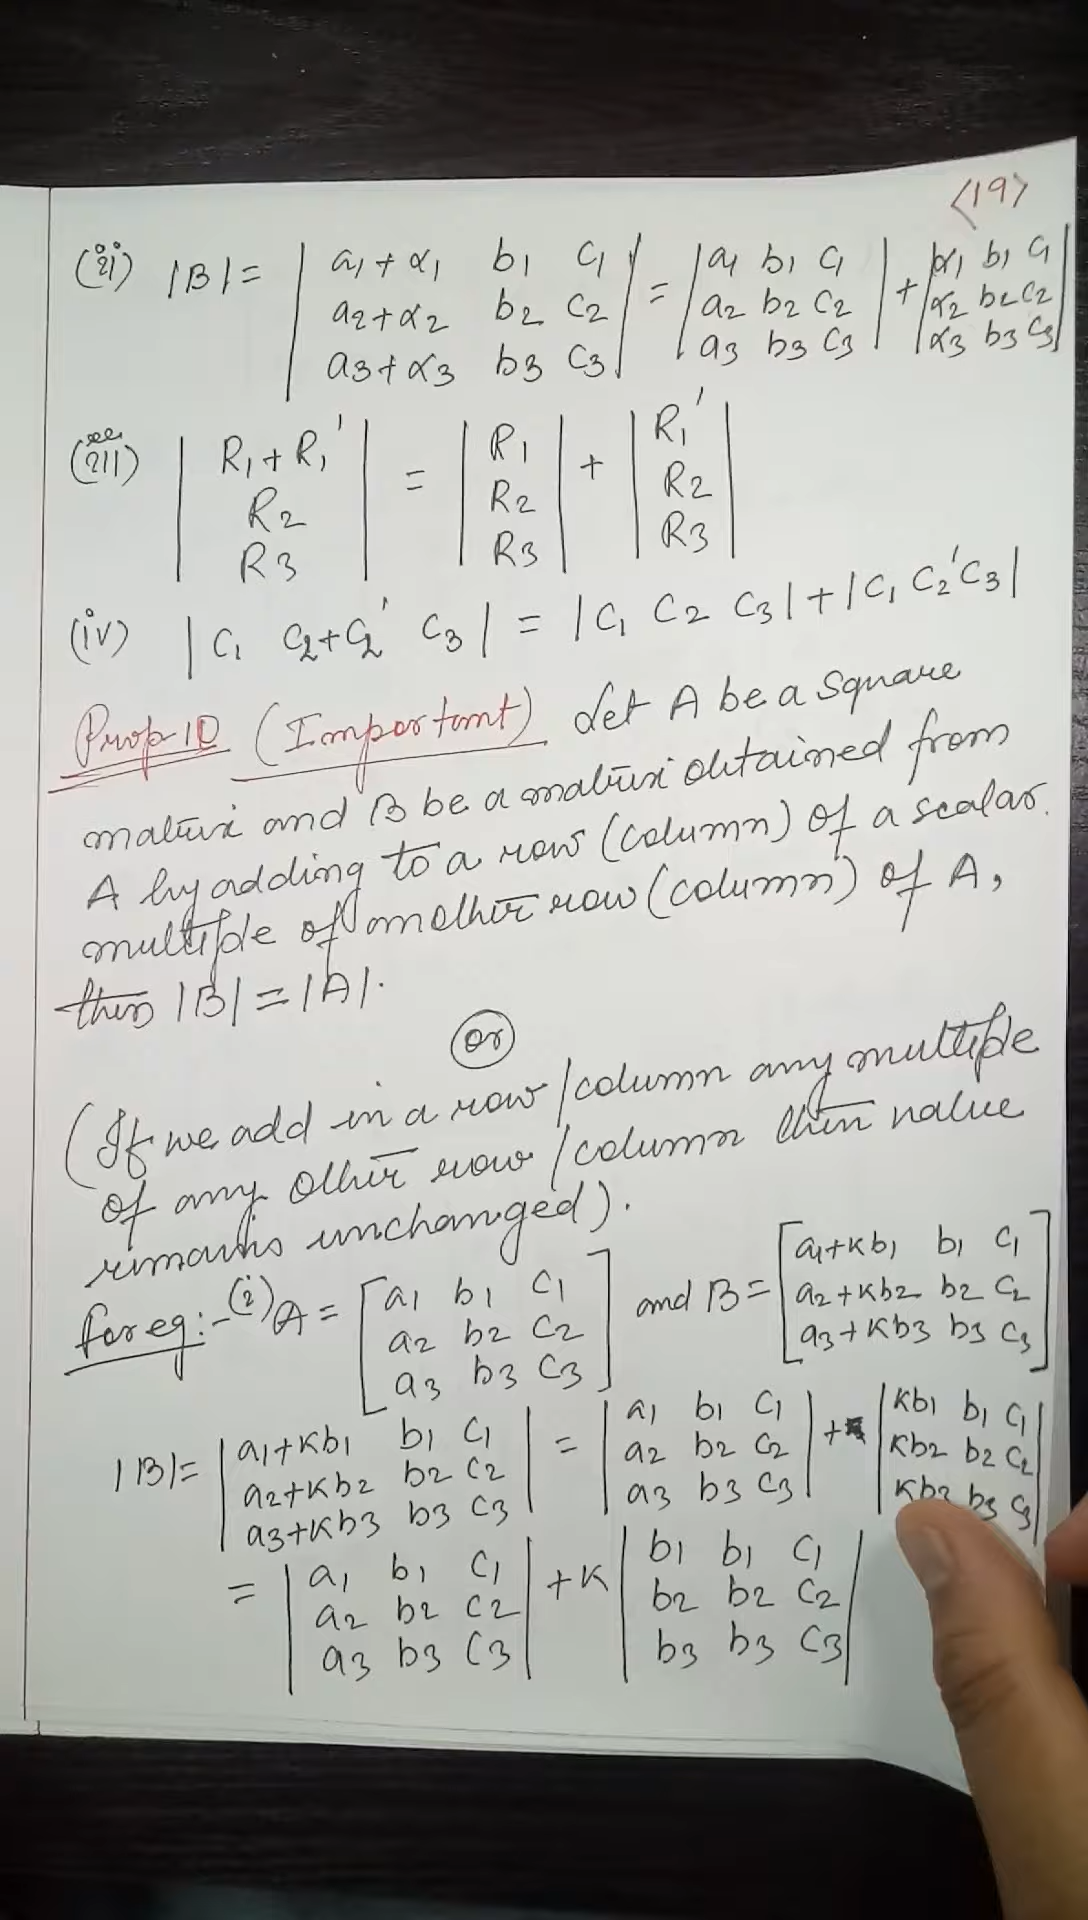 <19>
(ii) |B| = | a1+α1 b1 c1 | = | a1 b1 c1 | + | α1 b1 c1 |
| a2+α2 b2 c2 | | a2 b2 c2 | | α2 b2 c2 |
| a3+α3 b3 c3 | | a3 b3 c3 | | α3 b3 c3 |
(iii) | R1+R1' | = | R1 | + | R1' |
| R2 | | R2 | | R2 |
| R3 | | R3 | | R3 |
(iv) | C1 C2+C2' C3 | = | C1 C2 C3 | + | C1 C2' C3 |
Prop 10 (Important) Let A be a square
matrix and B be a matrix obtained from
A by adding to a row (column) of a scalar
multiple of another row (column) of A,
then |B| = |A|.
or
(If we add in a row/column any multiple
of any other row/column then value
remains unchanged).
for eg:- (i) A = [ a1 b1 c1 ] and B = [ a1+kb1 b1 c1 ]
[ a2 b2 c2 ] [ a2+kb2 b2 c2 ]
[ a3 b3 c3 ] [ a3+kb3 b3 c3 ]
|B| = | a1+kb1 b1 c1 | = | a1 b1 c1 | + | kb1 b1 c1 |
| a2+kb2 b2 c2 | | a2 b2 c2 | | kb2 b2 c2 |
| a3+kb3 b3 c3 | | a3 b3 c3 | | kb3 b3 c3 |
= | a1 b1 c1 | + k | b1 b1 c1 |
| a2 b2 c2 | | b2 b2 c2 |
| a3 b3 c3 | | b3 b3 c3 |